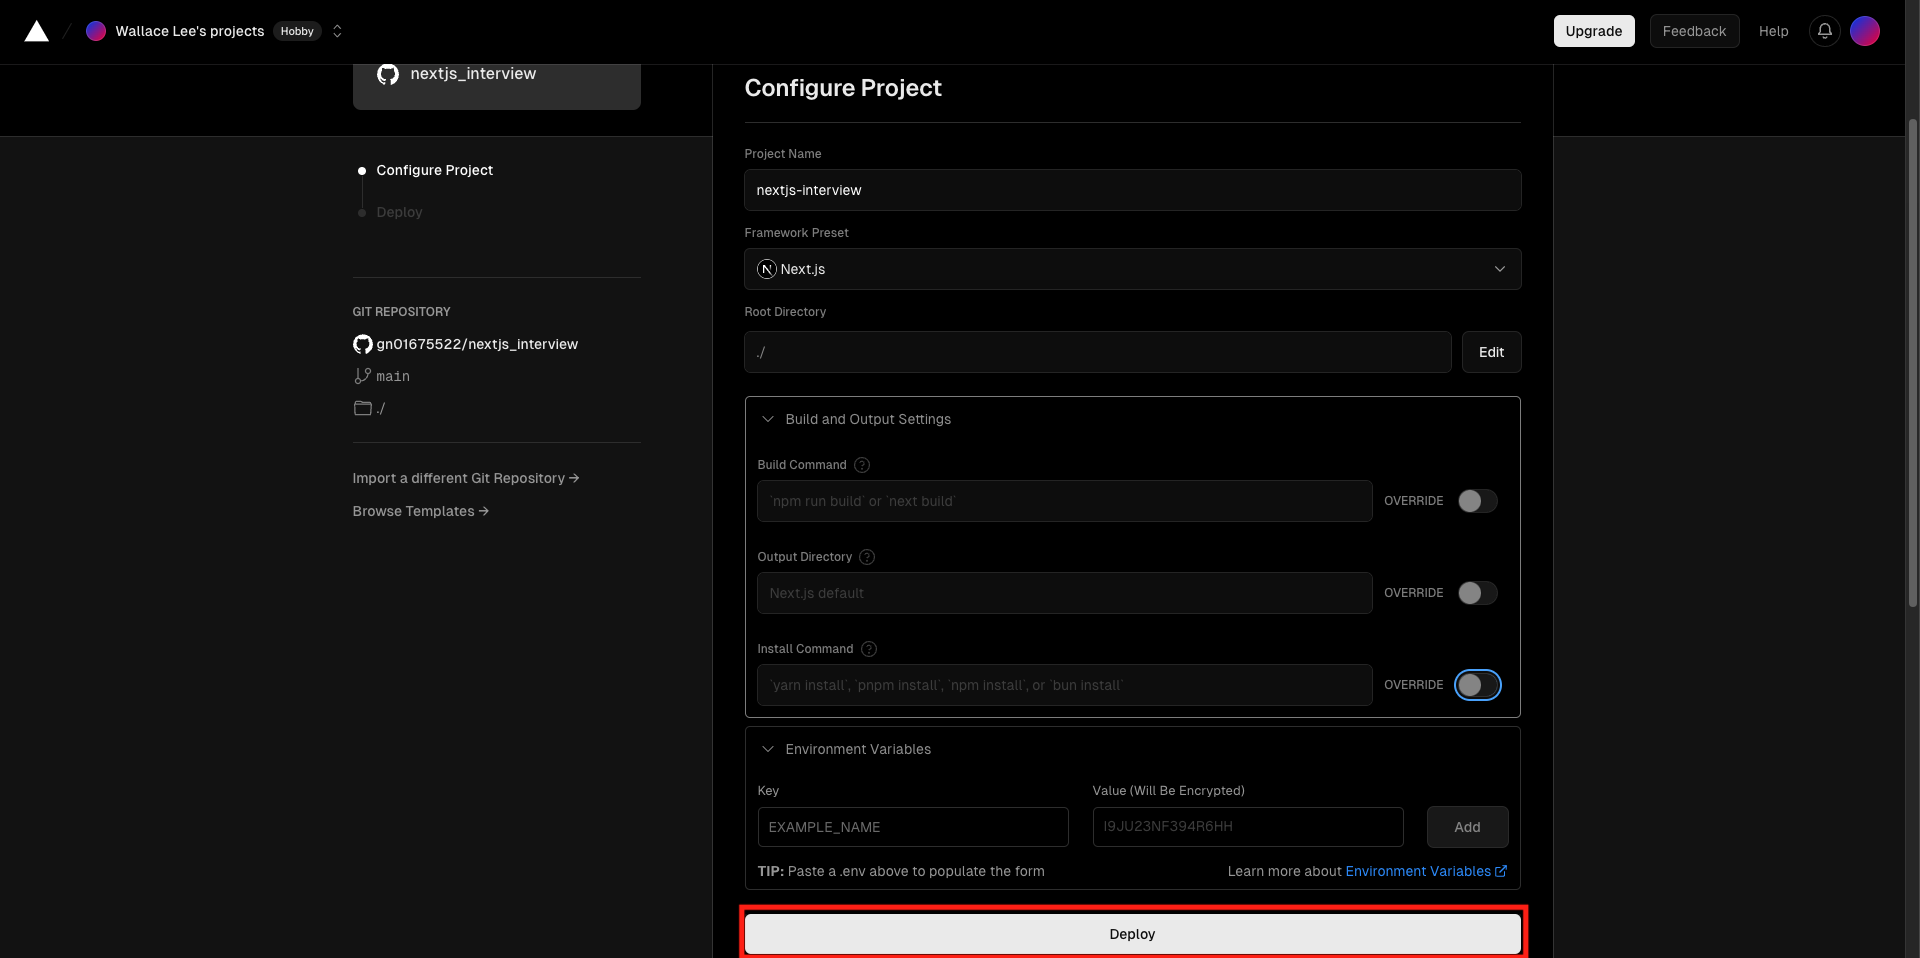 Wallace Lee's projects Hobby
Upgrade Feedback Help
nextjs_interview
Configure Project
Deploy
GIT REPOSITORY
gn01675522/nextjs_interview
main
./
Import a different Git Repository →
Browse Templates →
Configure Project
Project Name
nextjs-interview
Framework Preset
N Next.js
Root Directory
./ Edit
Build and Output Settings
Build Command ?
`npm run build` or `next build` OVERRIDE
Output Directory ?
Next.js default OVERRIDE
Install Command ?
`yarn install`, `pnpm install`, `npm install`, or `bun install` OVERRIDE
Environment Variables
Key Value (Will Be Encrypted)
EXAMPLE_NAME I9JU23NF394R6HH Add
TIP: Paste a .env above to populate the form Learn more about Environment Variables
Deploy